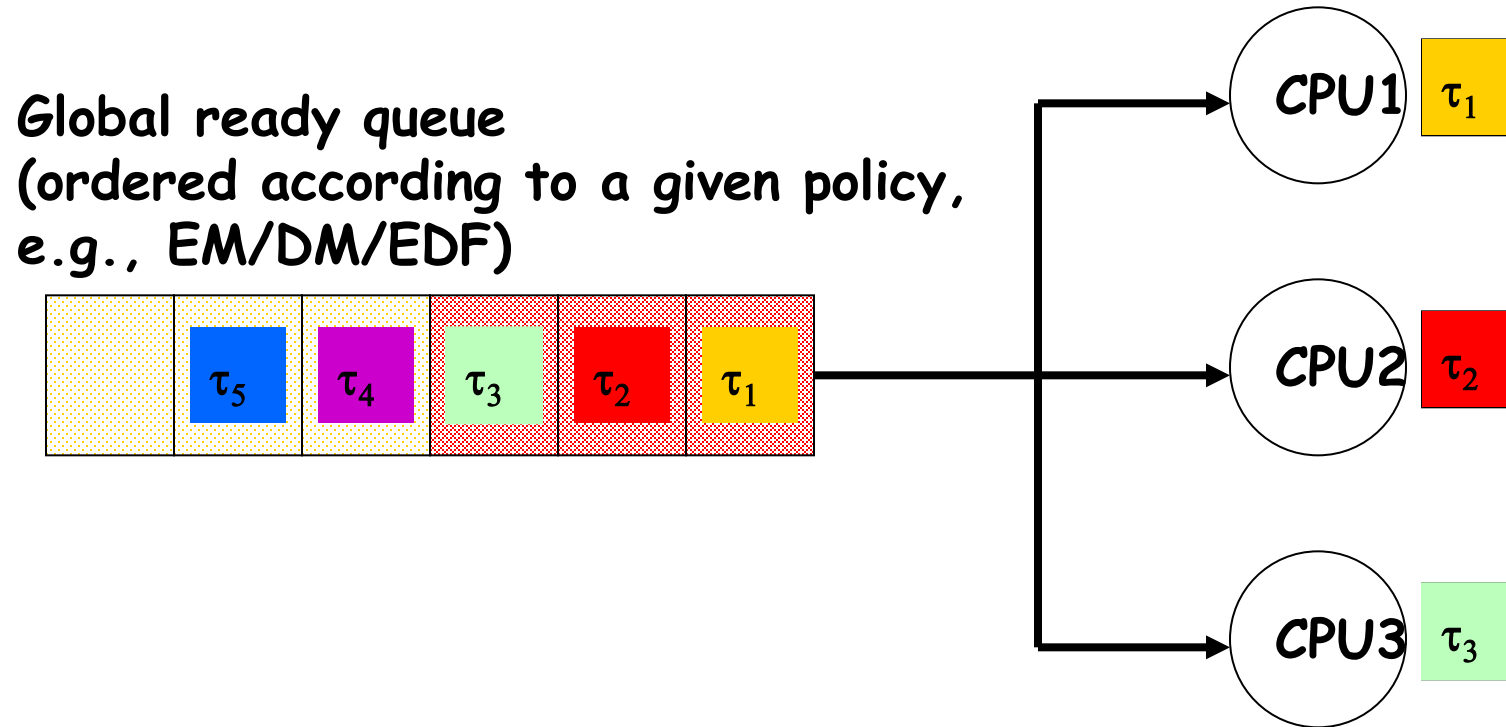 Global ready queue
(ordered according to a given policy,
e.g., EM/DM/EDF)
τ5 τ4 τ3 τ2 τ1
CPU1 τ1
CPU2 τ2
CPU3 τ3